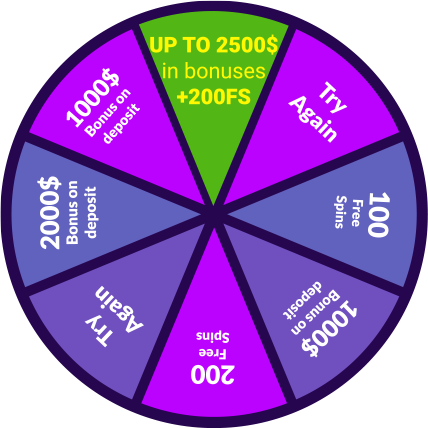 UP TO 2500$
in bonuses
+200FS
Try
Again
100
Free
Spins
1000$
Bonus on
deposit
200
Free
Spins
Try
Again
2000$
Bonus on
deposit
1000$
Bonus on
deposit